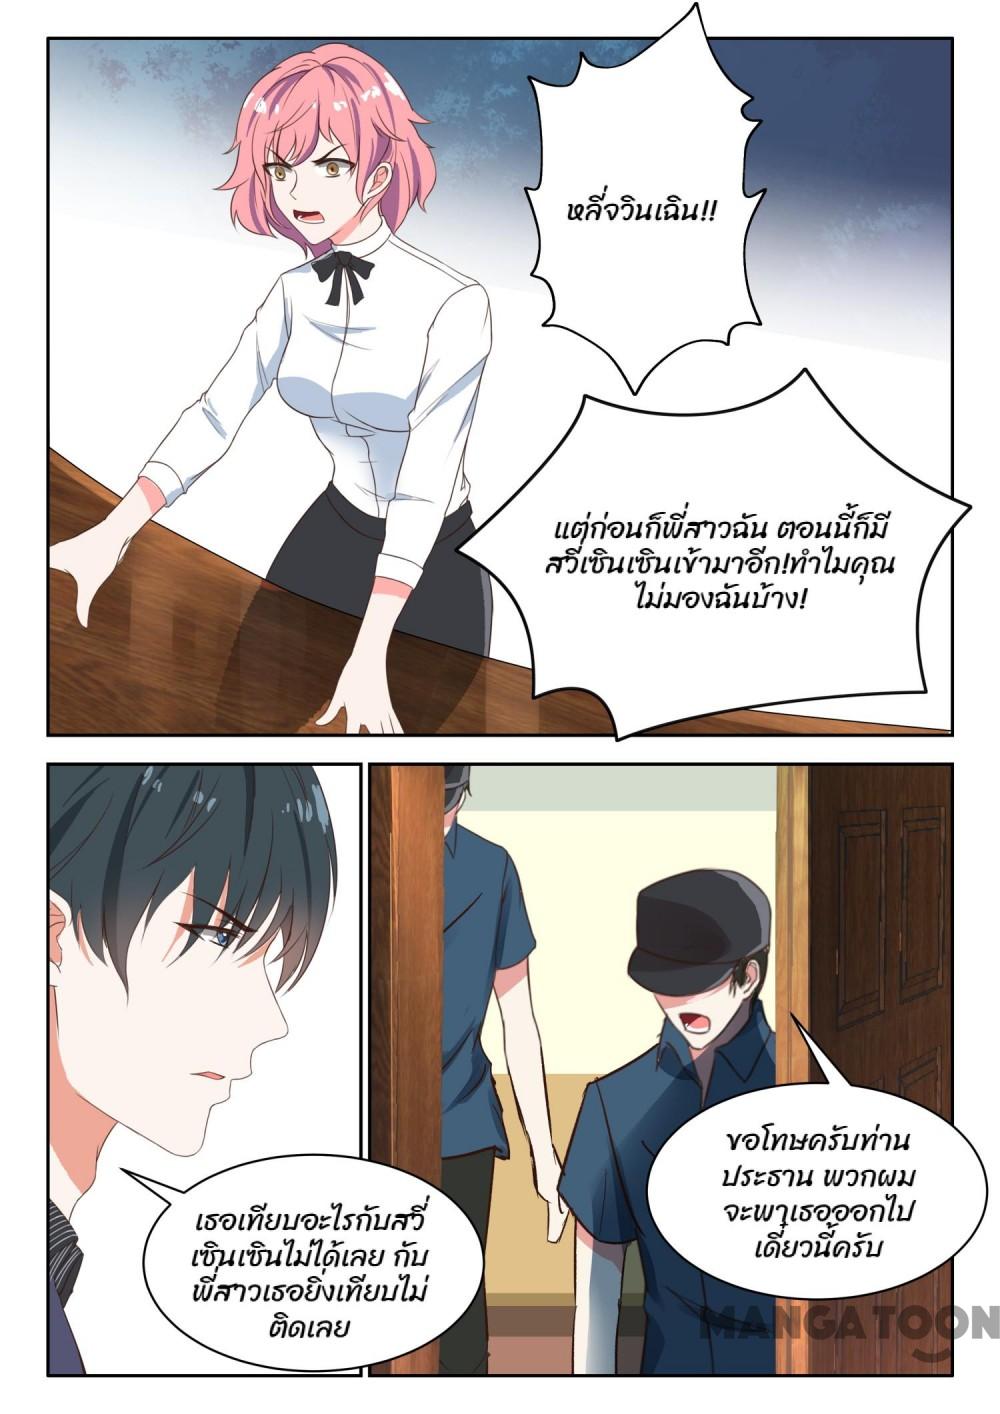 หลี่จวินเฉิน!!
แต่ก่อนก็พี่สาวฉัน ตอนนี้ก็มี
สวี่เซินเซินเข้ามาอีก!ทำไมคุณ
ไม่มองฉันบ้าง!
เธอเทียบอะไรกับสวี่
เซินเซินไม่ได้เลย กับ
พี่สาวเธอยิ่งเทียบไม่
ติดเลย
ขอโทษครับท่าน
ประธาน พวกผม
จะพาเธอออกไป
เดี๋ยวนี้ครับ
MANGATOON